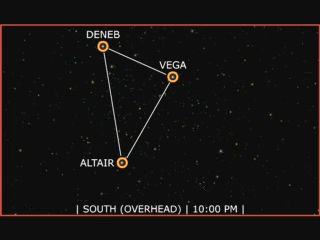 DENEB
VEGA
ALTAIR
| SOUTH (OVERHEAD) | 10:00 PM |